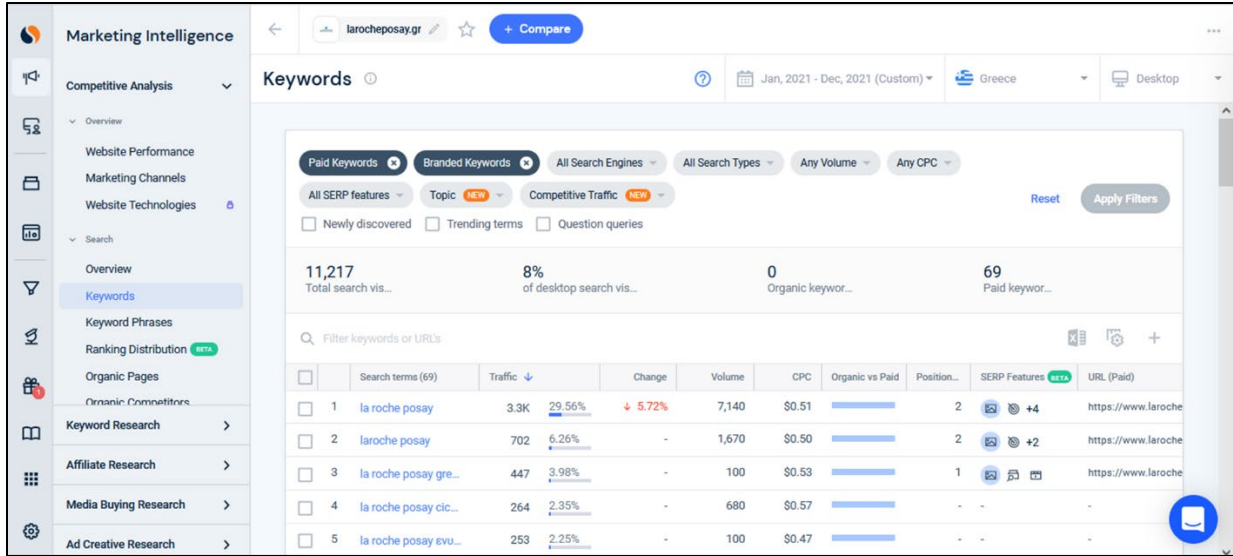 Marketing Intelligence
larocheposay.gr
+ Compare
Competitive Analysis
Keywords
Jan, 2021 - Dec, 2021 (Custom)
Greece
Desktop
Overview
Website Performance
Marketing Channels
Website Technologies
Search
Overview
Keywords
Keyword Phrases
Ranking Distribution BETA
Organic Pages
Organic Competitors
Keyword Research
Affiliate Research
Media Buying Research
Ad Creative Research
1
Paid Keywords
Branded Keywords
All Search Engines
All Search Types
Any Volume
Any CPC
All SERP features
Topic NEW
Competitive Traffic NEW
Reset
Apply Filters
Newly discovered
Trending terms
Question queries
11,217
Total search vis...
8%
of desktop search vis...
0
Organic keywor...
69
Paid keywor...
Filter keywords or URL's
Search terms (69) Traffic Change Volume CPC Organic vs Paid Position... SERP Features BETA URL (Paid)
1 la roche posay 3.3K 29.56% ↓ 5.72% 7,140 $0.51 2 +4 https://www.laroche
2 laroche posay 702 6.26% - 1,670 $0.50 2 +2 https://www.laroche
3 la roche posay gre... 447 3.98% - 100 $0.53 1 https://www.laroche
4 la roche posay cic... 264 2.35% - 680 $0.57 - - -
5 la roche posay ενυ... 253 2.25% - 100 $0.47 - - -